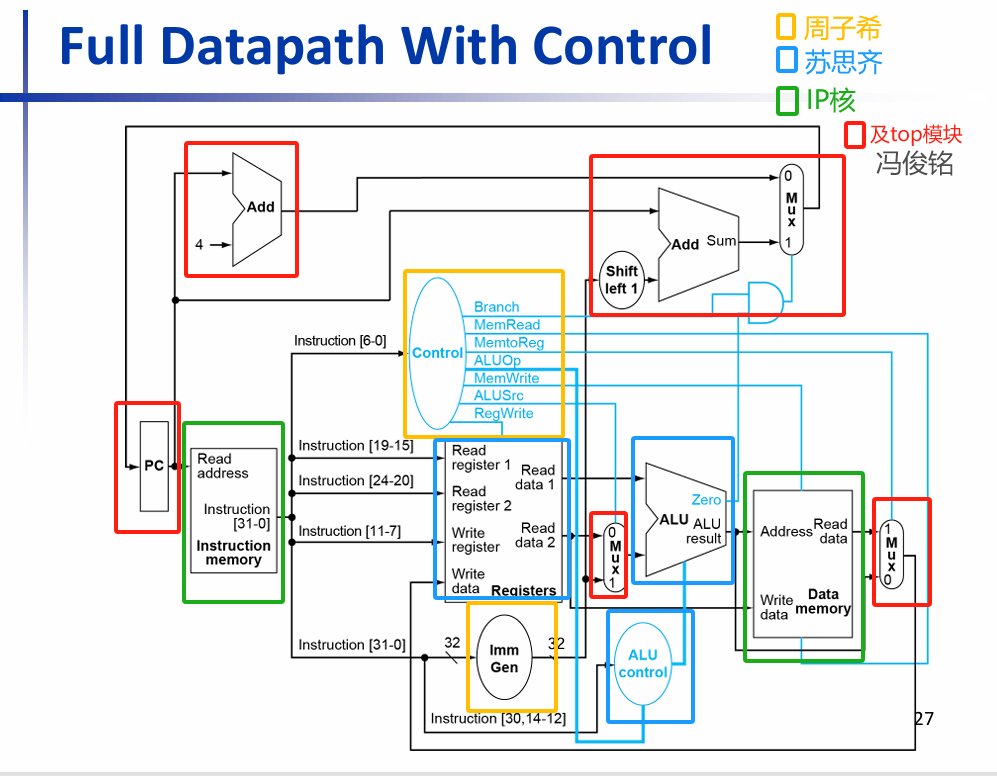 Full Datapath With Control
周子希
苏思齐
IP核
及top模块
冯俊铭
Add
4
0
M
u
x
1
Add Sum
Shift
left 1
Branch
MemRead
MemtoReg
ALUOp
MemWrite
ALUSrc
RegWrite
Control
Instruction [6-0]
PC
Read
address
Instruction
[31-0]
Instruction
memory
Instruction [19-15]
Instruction [24-20]
Instruction [11-7]
Read
register 1
Read
register 2
Write
register
Write
data
Read
data 1
Read
data 2
Registers
0
M
u
x
1
Zero
ALU
ALU
result
Address
Read
data
Write
data
Data
memory
1
M
u
x
0
Instruction [31-0]
32
Imm
Gen
32
ALU
control
Instruction [30,14-12]
27